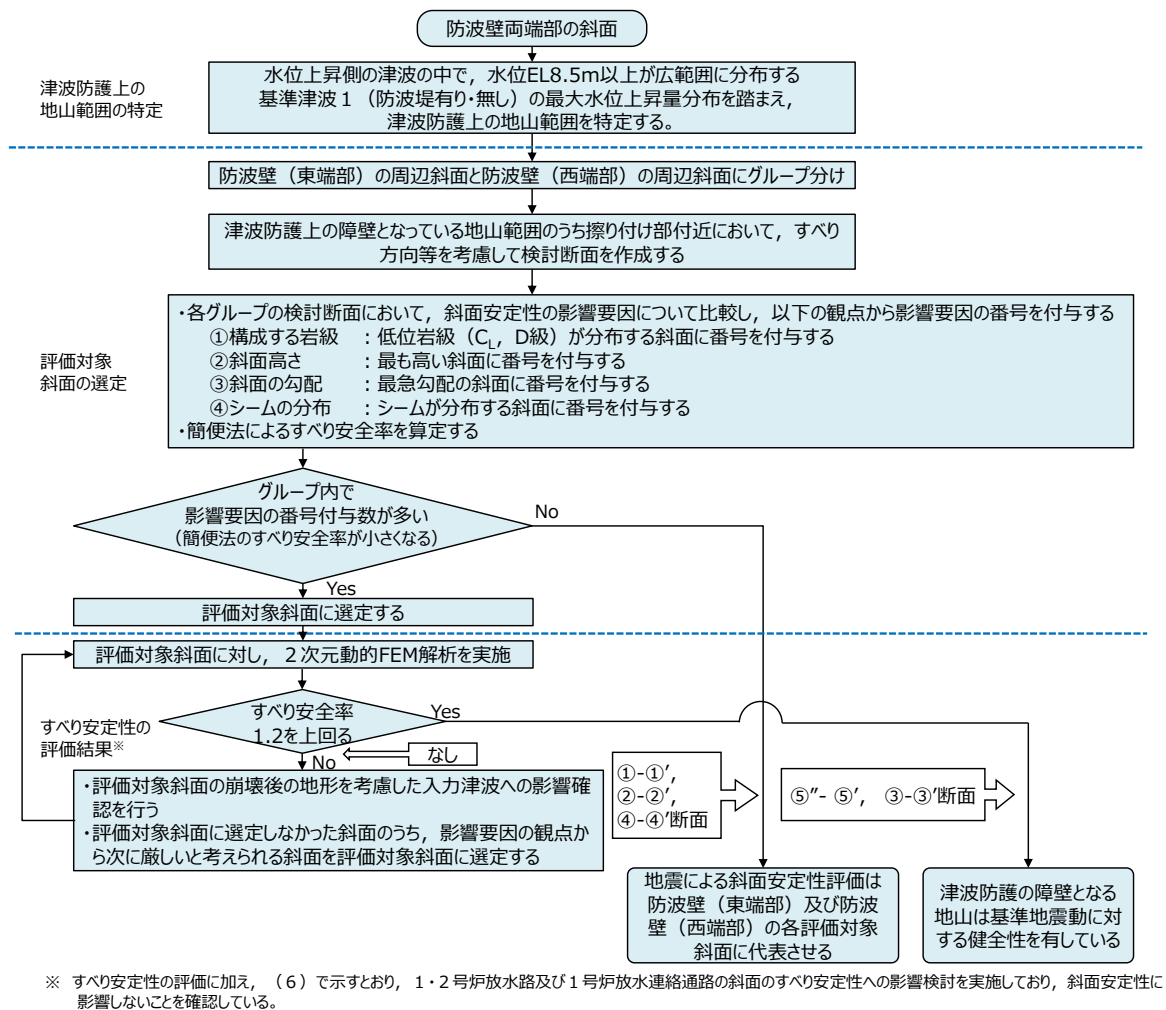 防波壁両端部の斜面
津波防護上の
地山範囲の特定
水位上昇側の津波の中で，水位EL8.5m以上が広範囲に分布する
基準津波１（防波堤有り・無し）の最大水位上昇量分布を踏まえ，
津波防護上の地山範囲を特定する。
防波壁（東端部）の周辺斜面と防波壁（西端部）の周辺斜面にグループ分け
津波防護上の障壁となっている地山範囲のうち擦り付け部付近において，すべり
方向等を考慮して検討断面を作成する
評価対象
斜面の選定
・各グループの検討断面において，斜面安定性の影響要因について比較し，以下の観点から影響要因の番号を付与する
①構成する岩級　：低位岩級（CL，D級）が分布する斜面に番号を付与する
②斜面高さ　：最も高い斜面に番号を付与する
③斜面の勾配　：最急勾配の斜面に番号を付与する
④シームの分布　：シームが分布する斜面に番号を付与する
・簡便法によるすべり安全率を算定する
グループ内で
影響要因の番号付与数が多い
（簡便法のすべり安全率が小さくなる）
No
Yes
評価対象斜面に選定する
評価対象斜面に対し，２次元動的FEM解析を実施
すべり安定性の
評価結果※
すべり安全率
1.2を上回る
Yes
No
なし
・評価対象斜面の崩壊後の地形を考慮した入力津波への影響確
認を行う
・評価対象斜面に選定しなかった斜面のうち，影響要因の観点か
ら次に厳しいと考えられる斜面を評価対象斜面に選定する
①-①′，
②-②′，
④-④′断面
⑤″-⑤′，③-③′断面
地震による斜面安定性評価は
防波壁（東端部）及び防波
壁（西端部）の各評価対象
斜面に代表させる
津波防護の障壁となる
地山は基準地震動に対
する健全性を有している
※　すべり安定性の評価に加え，（６）で示すとおり，１・２号炉放水路及び１号炉放水連絡通路の斜面のすべり安定性への影響検討を実施しており，斜面安定性に
影響しないことを確認している。